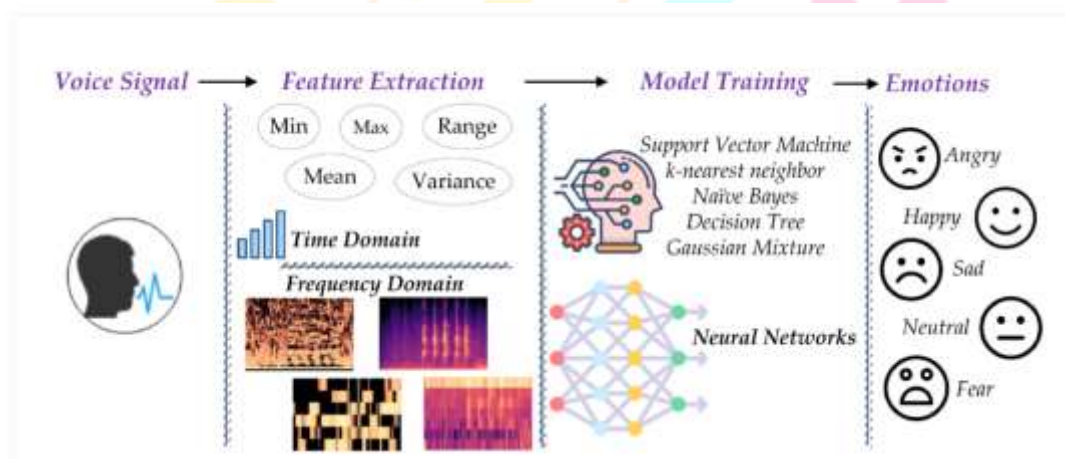 Voice Signal
Feature Extraction
Model Training
Emotions
Min
Max
Range
Mean
Variance
Time Domain
Frequency Domain
Support Vector Machine
k-nearest neighbor
Naïve Bayes
Decision Tree
Gaussian Mixture
Neural Networks
Angry
Happy
Sad
Neutral
Fear